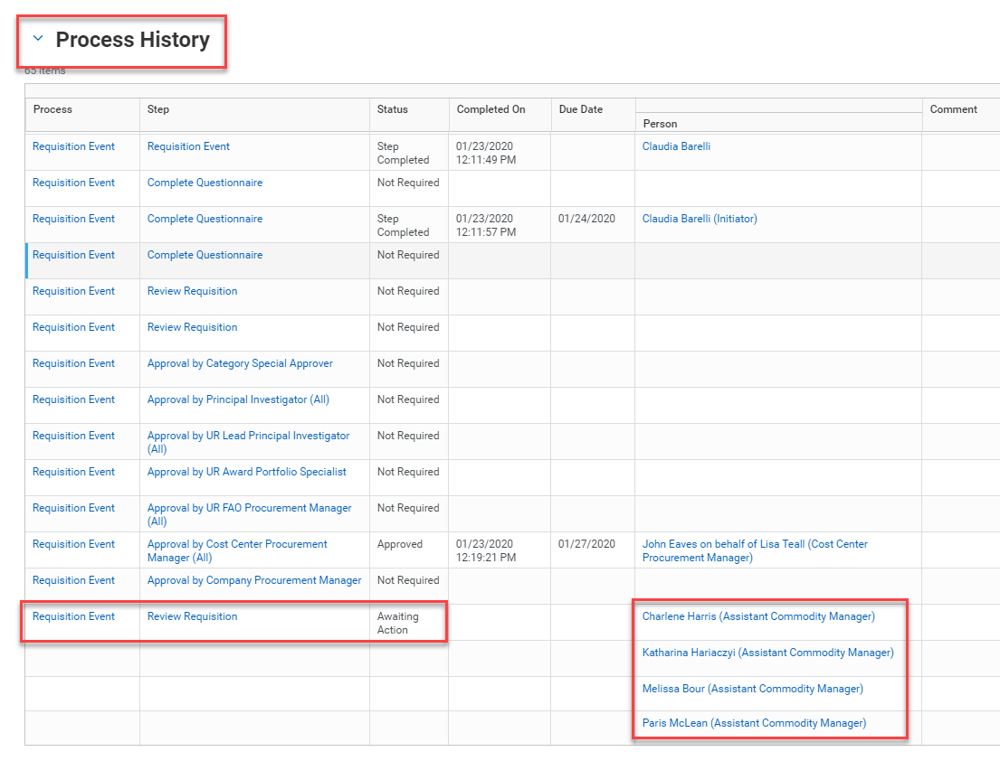 Process History
65 items
Process Step Status Completed On Due Date Person Comment
Requisition Event Requisition Event Step Completed 01/23/2020 12:11:49 PM Claudia Barelli
Requisition Event Complete Questionnaire Not Required
Requisition Event Complete Questionnaire Step Completed 01/23/2020 12:11:57 PM 01/24/2020 Claudia Barelli (Initiator)
Requisition Event Complete Questionnaire Not Required
Requisition Event Review Requisition Not Required
Requisition Event Review Requisition Not Required
Requisition Event Approval by Category Special Approver Not Required
Requisition Event Approval by Principal Investigator (All) Not Required
Requisition Event Approval by UR Lead Principal Investigator (All) Not Required
Requisition Event Approval by UR Award Portfolio Specialist Not Required
Requisition Event Approval by UR FAO Procurement Manager (All) Not Required
Requisition Event Approval by Cost Center Procurement Manager (All) Approved 01/23/2020 12:19:21 PM 01/27/2020 John Eaves on behalf of Lisa Teall (Cost Center Procurement Manager)
Requisition Event Approval by Company Procurement Manager Not Required
Requisition Event Review Requisition Awaiting Action Charlene Harris (Assistant Commodity Manager)
Katharina Hariaczyi (Assistant Commodity Manager)
Melissa Bour (Assistant Commodity Manager)
Paris McLean (Assistant Commodity Manager)